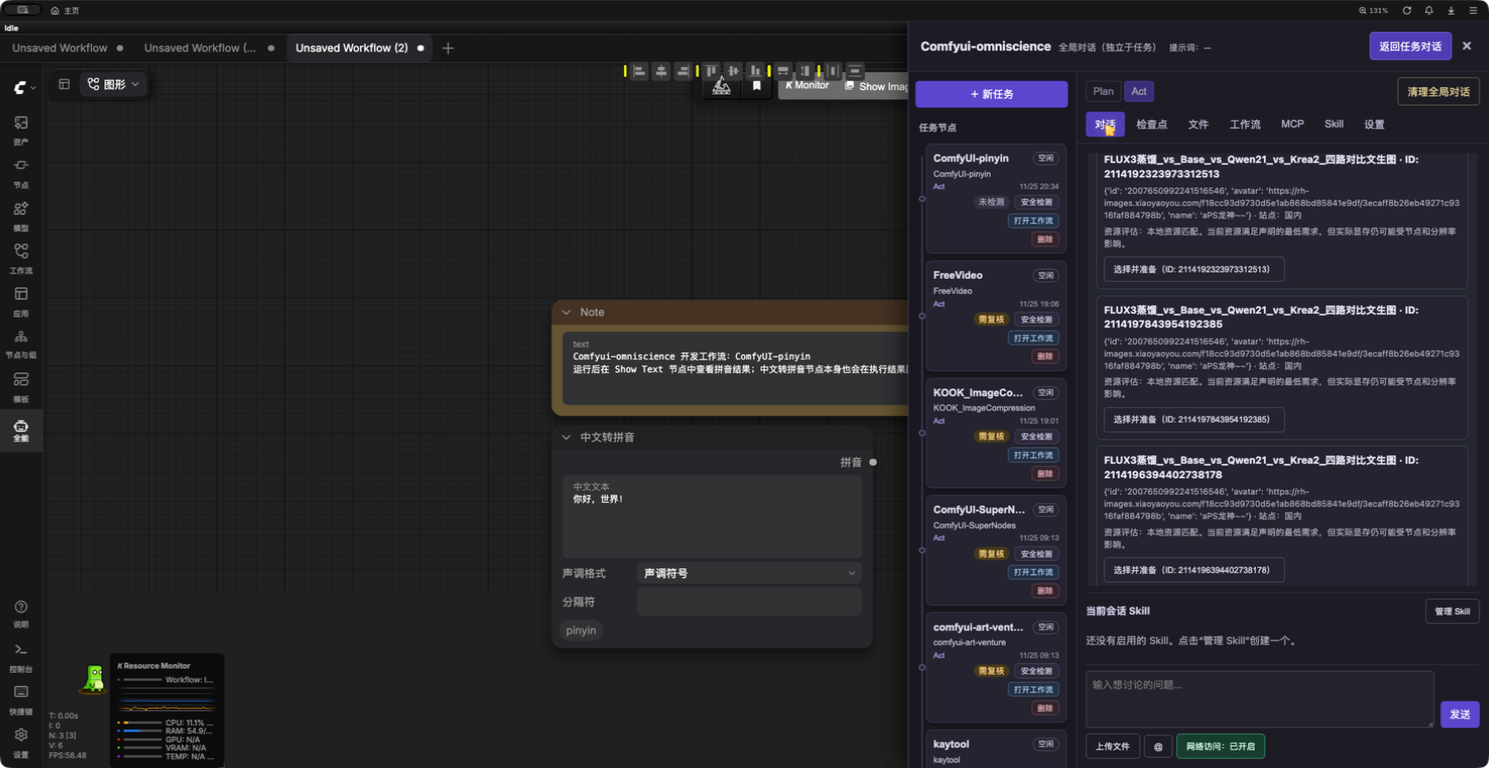 主页
131%
Idle
Unsaved Workflow
Unsaved Workflow (...
Unsaved Workflow (2)
图形
K Monitor
Show Imag
资产
节点
模型
工作流
应用
节点与组
模板
全能
说明
控制台
快捷键
设置
Note
text
Comfyui-omniscience 开发工作流: ComfyUI-pinyin
运行后在 Show Text 节点中查看拼音结果; 中文转拼音节点本身也会在执行结果
中文转拼音
拼音
中文文本
你好, 世界!
声调格式
声调符号
分隔符
pinyin
K Resource Monitor
Workflow: I...
CPU: 11.1% ...
RAM: 54.9/...
GPU: N/A
VRAM: N/A
TEMP: N/A ...
T: 0.00s
I: 0
N: 3 [3]
V: 6
FPS:58.48
Comfyui-omniscience 全局对话（独立于任务） 提示词: —
返回任务对话
+ 新任务
任务节点
ComfyUI-pinyin 空闲
ComfyUI-pinyin
Act 11/25 20:34
未检测 安全检测
打开工作流
删除
FreeVideo 空闲
FreeVideo
Act 11/25 19:06
需复核 安全检测
打开工作流
删除
KOOK_ImageCo... 空闲
KOOK_ImageCompression
Act 11/25 19:01
需复核 安全检测
打开工作流
删除
ComfyUI-SuperN... 空闲
ComfyUI-SuperNodes
Act 11/25 09:13
需复核 安全检测
打开工作流
删除
comfyui-art-vent... 空闲
comfyui-art-venture
Act 11/25 09:13
需复核 安全检测
打开工作流
删除
kaytool 空闲
kaytool
Plan Act
清理全局对话
对话 检查点 文件 工作流 MCP Skill 设置
FLUX3蒸馏_vs_Base_vs_Qwen21_vs_Krea2_四路对比文生图 · ID:
2114192323973312513
{'id': '2007650992241516546', 'avatar': 'https://rh-
images.xiaoyaoyou.com/f18cc93d9730d5e1ab868bd85841e9df/3ecaff8b26eb49271c93
16faf884798b', 'name': 'aPS龙神~~'} · 站点: 国内
资源评估: 本地资源匹配。当前资源满足声明的最低需求，但实际显存仍可能受节点和分辨率
影响。
选择并准备（ID: 2114192323973312513）
FLUX3蒸馏_vs_Base_vs_Qwen21_vs_Krea2_四路对比文生图 · ID:
2114197843954192385
{'id': '2007650992241516546', 'avatar': 'https://rh-
images.xiaoyaoyou.com/f18cc93d9730d5e1ab868bd85841e9df/3ecaff8b26eb49271c93
16faf884798b', 'name': 'aPS龙神~~'} · 站点: 国内
资源评估: 本地资源匹配。当前资源满足声明的最低需求，但实际显存仍可能受节点和分辨率
影响。
选择并准备（ID: 2114197843954192385）
FLUX3蒸馏_vs_Base_vs_Qwen21_vs_Krea2_四路对比文生图 · ID:
2114196394402738178
{'id': '2007650992241516546', 'avatar': 'https://rh-
images.xiaoyaoyou.com/f18cc93d9730d5e1ab868bd85841e9df/3ecaff8b26eb49271c93
16faf884798b', 'name': 'aPS龙神~~'} · 站点: 国内
资源评估: 本地资源匹配。当前资源满足声明的最低需求，但实际显存仍可能受节点和分辨率
影响。
选择并准备（ID: 2114196394402738178）
当前会话 Skill
管理 Skill
还没有启用的 Skill。点击“管理 Skill”创建一个。
输入想讨论的问题...
发送
上传文件 @ 网络访问: 已开启